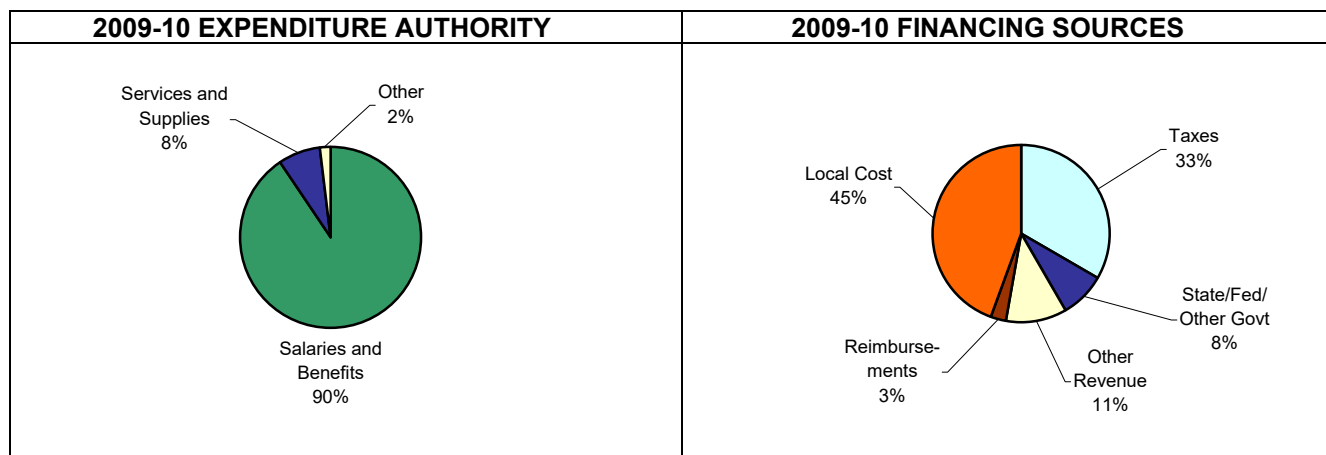 2009-10 EXPENDITURE AUTHORITY
Services and
Supplies
8%
Other
2%
Salaries and
Benefits
90%
2009-10 FINANCING SOURCES
Taxes
33%
Local Cost
45%
State/Fed/
Other Govt
8%
Reimburse-
ments
3%
Other
Revenue
11%